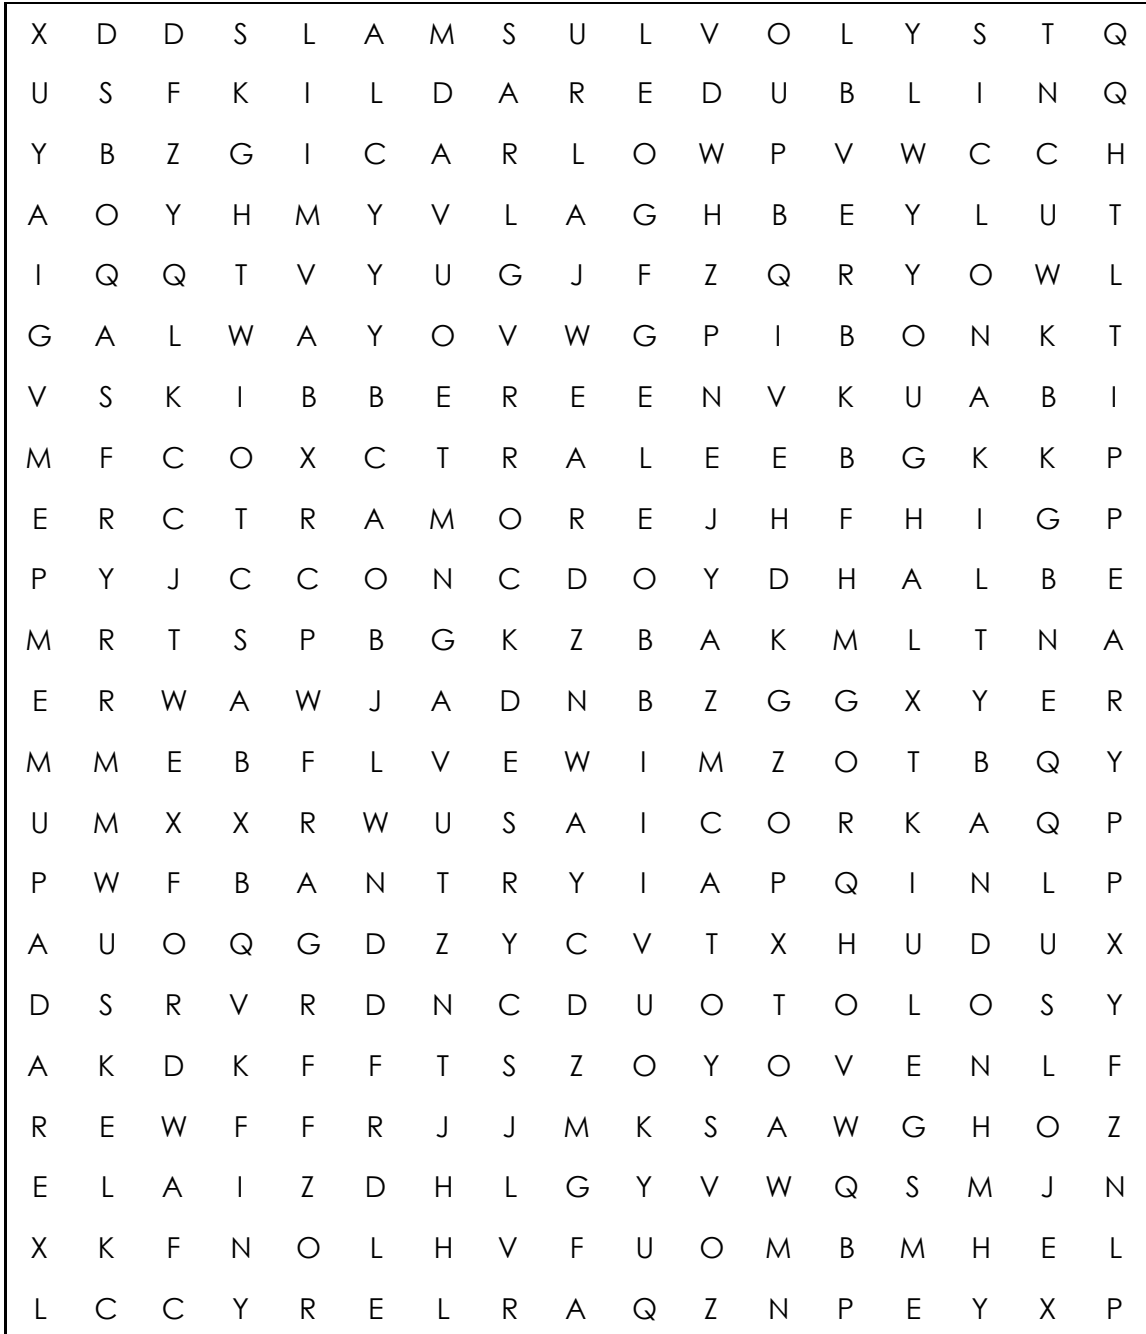 X D D S L A M S U L V O L Y S T Q
U S F K I L D A R E D U B L I N Q
Y B Z G I C A R L O W P V W C C H
A O Y H M Y V L A G H B E Y L U T
I Q Q T V Y U G J F Z Q R Y O W L
G A L W A Y O V W G P I B O N K T
V S K I B B E R E E N V K U A B I
M F C O X C T R A L E E B G K K P
E R C T R A M O R E J H F H I G P
P Y J C C O N C D O Y D H A L B E
M R T S P B G K Z B A K M L T N A
E R W A W J A D N B Z G G X Y E R
M M E B F L V E W I M Z O T B Q Y
U M X X R W U S A I C O R K A Q P
P W F B A N T R Y I A P Q I N L P
A U O Q G D Z Y C V T X H U D U X
D S R V R D N C D U O T O L O S Y
A K D K F F T S Z O Y O V E N L F
R E W F F R J J M K S A W G H O Z
E L A I Z D H L G Y V W Q S M J N
X K F N O L H V F U O M B M H E L
L C C Y R E L R A Q Z N P E Y X P